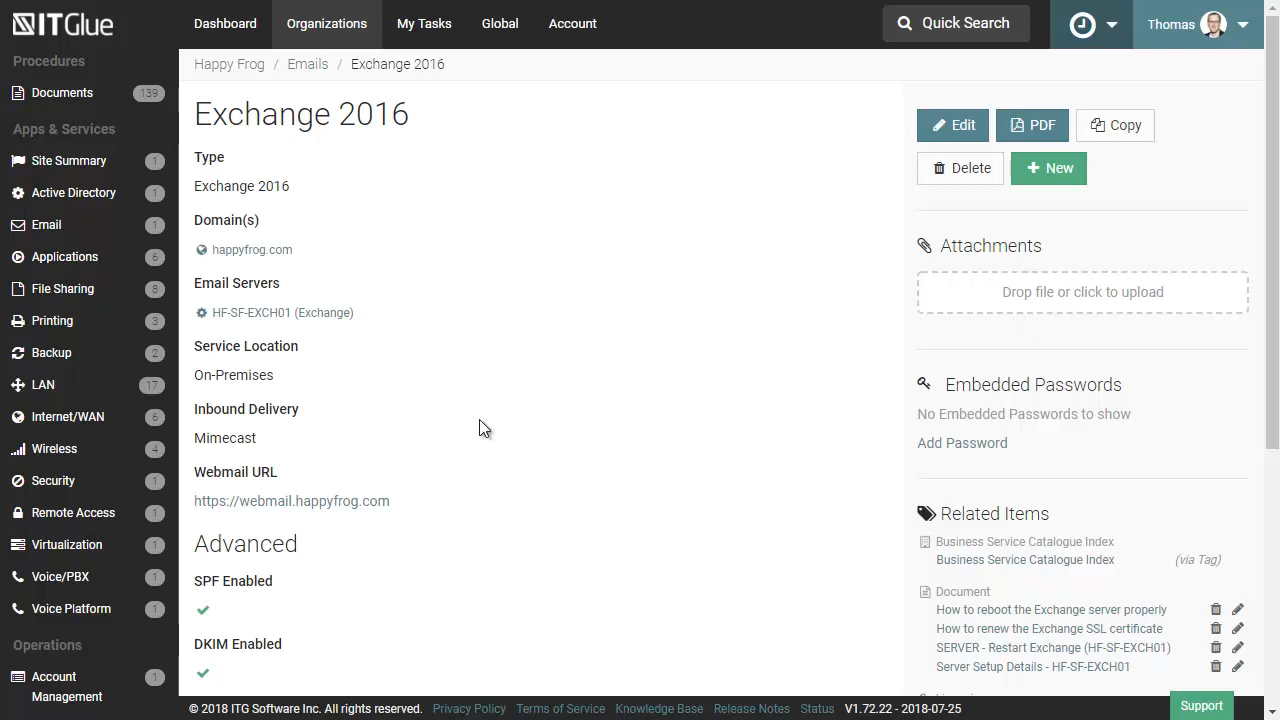 ITGlue
Dashboard
Organizations
My Tasks
Global
Account
Quick Search
Thomas
Procedures
Documents 139
Apps & Services
Site Summary 1
Active Directory 1
Email 1
Applications 6
File Sharing 8
Printing 3
Backup 2
LAN 17
Internet/WAN 6
Wireless 4
Security 1
Remote Access 1
Virtualization 1
Voice/PBX 1
Voice Platform 1
Operations
Account 1
Management
Happy Frog / Emails / Exchange 2016
Exchange 2016
Type
Exchange 2016
Domain(s)
happyfrog.com
Email Servers
HF-SF-EXCH01 (Exchange)
Service Location
On-Premises
Inbound Delivery
Mimecast
Webmail URL
https://webmail.happyfrog.com
Advanced
SPF Enabled
DKIM Enabled
Edit
PDF
Copy
Delete
New
Attachments
Drop file or click to upload
Embedded Passwords
No Embedded Passwords to show
Add Password
Related Items
Business Service Catalogue Index
Business Service Catalogue Index (via Tag)
Document
How to reboot the Exchange server properly
How to renew the Exchange SSL certificate
SERVER - Restart Exchange (HF-SF-EXCH01)
Server Setup Details - HF-SF-EXCH01
© 2018 ITG Software Inc. All rights reserved. Privacy Policy Terms of Service Knowledge Base Release Notes Status V1.72.22 - 2018-07-25
Support